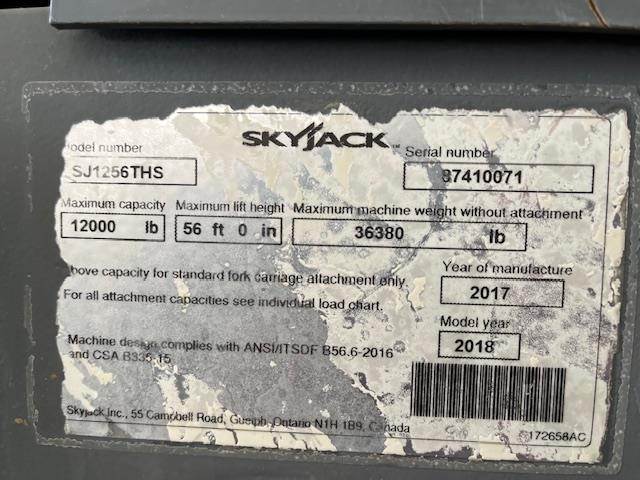 SKYJACK™
odel number
Serial number
SJ1256THS
87410071
Maximum capacity Maximum lift height Maximum machine weight without attachment
12000 lb 56 ft 0 in 36380 lb
bove capacity for standard fork carriage attachment only.
For all attachment capacities see individual load chart.
Year of manufacture
2017
Model year
2018
Machine design complies with ANSI/ITSDF B56.6-2016
and CSA B335-15
Skyjack Inc., 55 Campbell Road, Guelph, Ontario N1H 1B9, Canada
172658AC